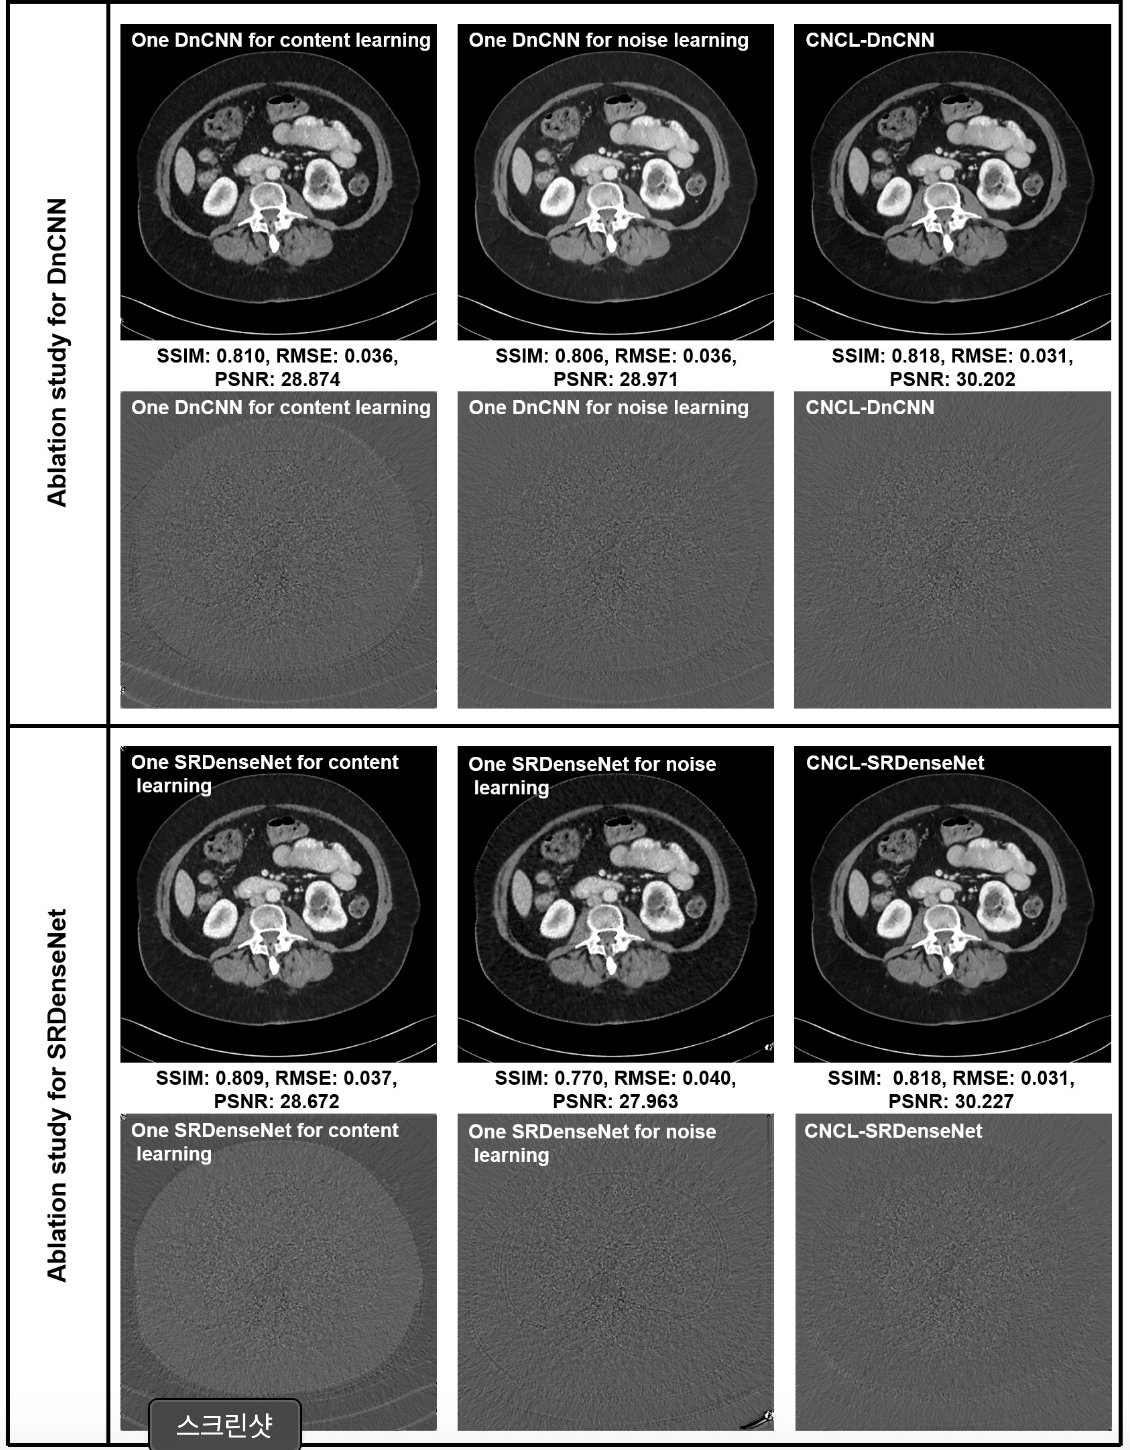 Ablation study for DnCNN
One DnCNN for content learning
One DnCNN for noise learning
CNCL-DnCNN
SSIM: 0.810, RMSE: 0.036,
PSNR: 28.874
SSIM: 0.806, RMSE: 0.036,
PSNR: 28.971
SSIM: 0.818, RMSE: 0.031,
PSNR: 30.202
One DnCNN for content learning
One DnCNN for noise learning
CNCL-DnCNN
Ablation study for SRDenseNet
One SRDenseNet for content
learning
One SRDenseNet for noise
learning
CNCL-SRDenseNet
SSIM: 0.809, RMSE: 0.037,
PSNR: 28.672
SSIM: 0.770, RMSE: 0.040,
PSNR: 27.963
SSIM: 0.818, RMSE: 0.031,
PSNR: 30.227
One SRDenseNet for content
learning
One SRDenseNet for noise
learning
CNCL-SRDenseNet
스크린샷